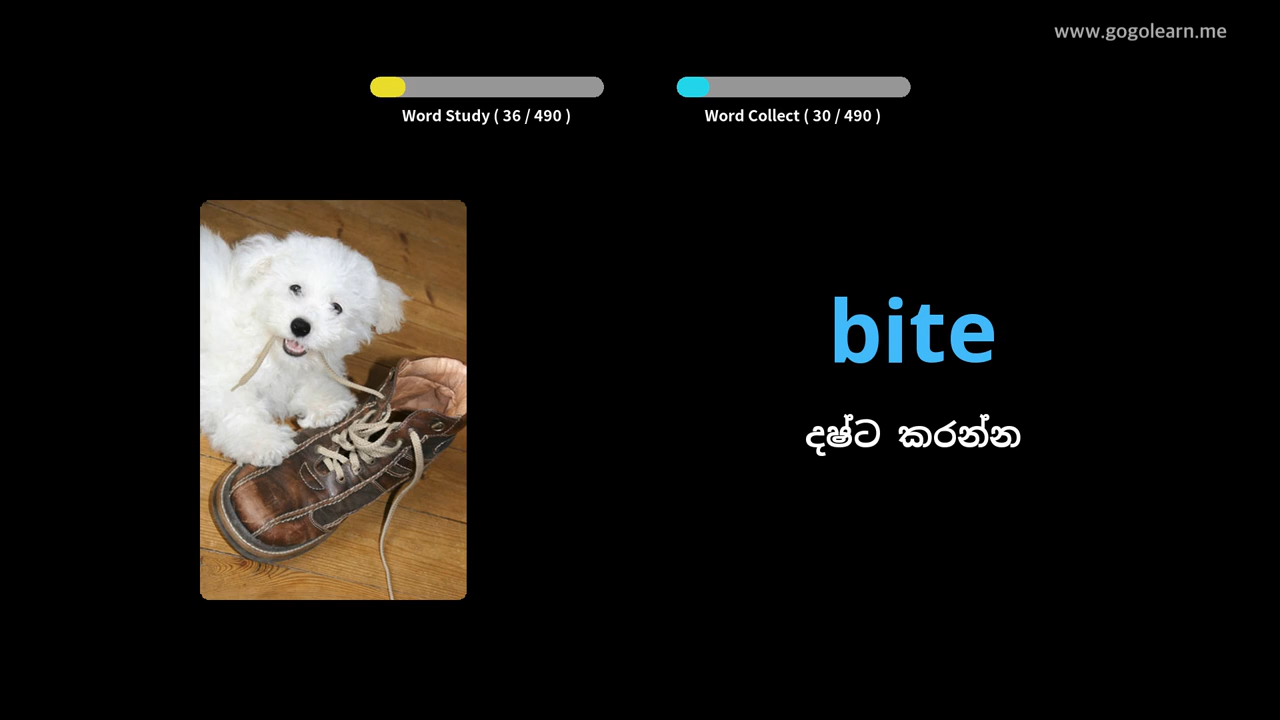 www.gogolearn.me
Word Study ( 36 / 490 )
Word Collect ( 30 / 490 )
bite
දෂ්ට කරන්න